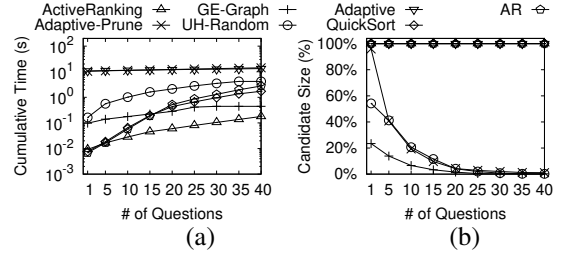 ActiveRanking GE-Graph Adaptive AR
Adaptive-Prune UH-Random QuickSort
Cumulative Time (s)
10^2
10^1
10^0
10^-1
10^-2
10^-3
1 5 10 15 20 25 30 35 40
# of Questions
(a)
Candidate Size (%)
100%
80%
60%
40%
20%
0%
1 5 10 15 20 25 30 35 40
# of Questions
(b)